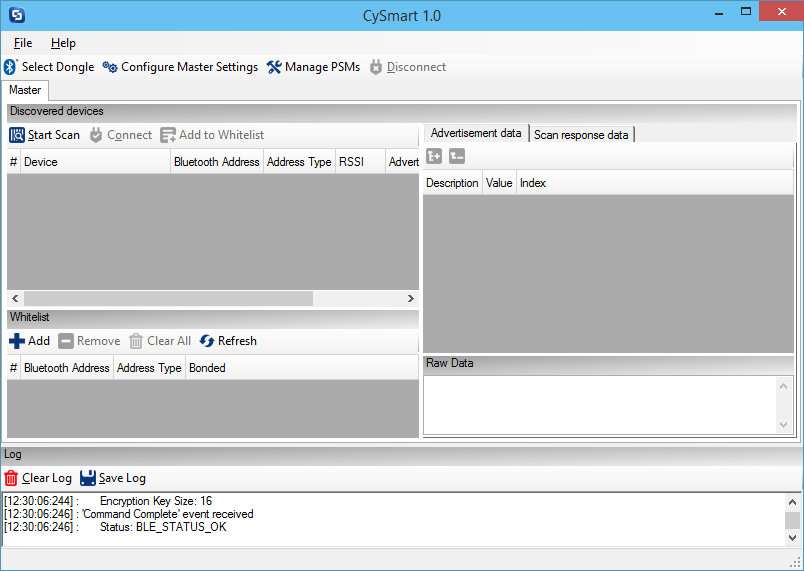 CySmart 1.0
File Help
Select Dongle Configure Master Settings Manage PSMs Disconnect
Master
Discovered devices
Start Scan Connect Add to Whitelist
# Device Bluetooth Address Address Type RSSI Advert
Whitelist
Add Remove Clear All Refresh
# Bluetooth Address Address Type Bonded
Advertisement data Scan response data
Description Value Index
Raw Data
Log
Clear Log Save Log
[12:30:06:244] : Encryption Key Size: 16
[12:30:06:246] : 'Command Complete' event received
[12:30:06:246] : Status: BLE_STATUS_OK